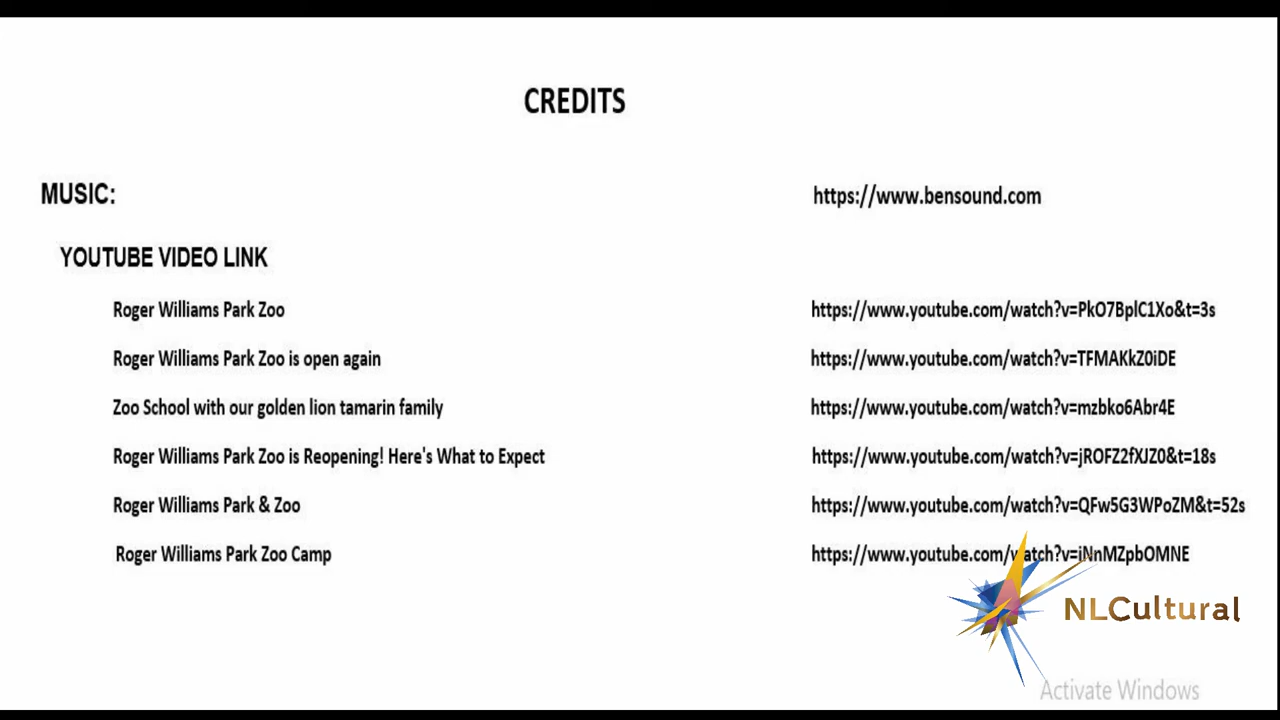 CREDITS
MUSIC: https://www.bensound.com
YOUTUBE VIDEO LINK
Roger Williams Park Zoo https://www.youtube.com/watch?v=PkO7BplC1Xo&t=3s
Roger Williams Park Zoo is open again https://www.youtube.com/watch?v=TFMAKkZ0iDE
Zoo School with our golden lion tamarin family https://www.youtube.com/watch?v=mzbko6Abr4E
Roger Williams Park Zoo is Reopening! Here's What to Expect https://www.youtube.com/watch?v=jROFZ2fXJZ0&t=18s
Roger Williams Park & Zoo https://www.youtube.com/watch?v=QFw5G3WPoZM&t=52s
Roger Williams Park Zoo Camp https://www.youtube.com/watch?v=iNnMZpbOMNE
NLCultural
Activate Windows